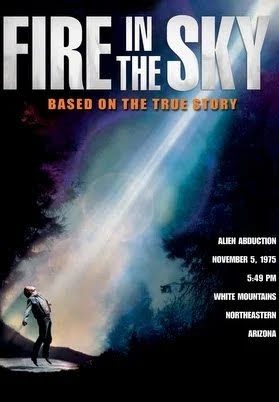 FIRE IN THE SKY
BASED ON THE TRUE STORY
ALIEN ABDUCTION
NOVEMBER 5, 1975
5:49 PM
WHITE MOUNTAINS
NORTHEASTERN
ARIZONA